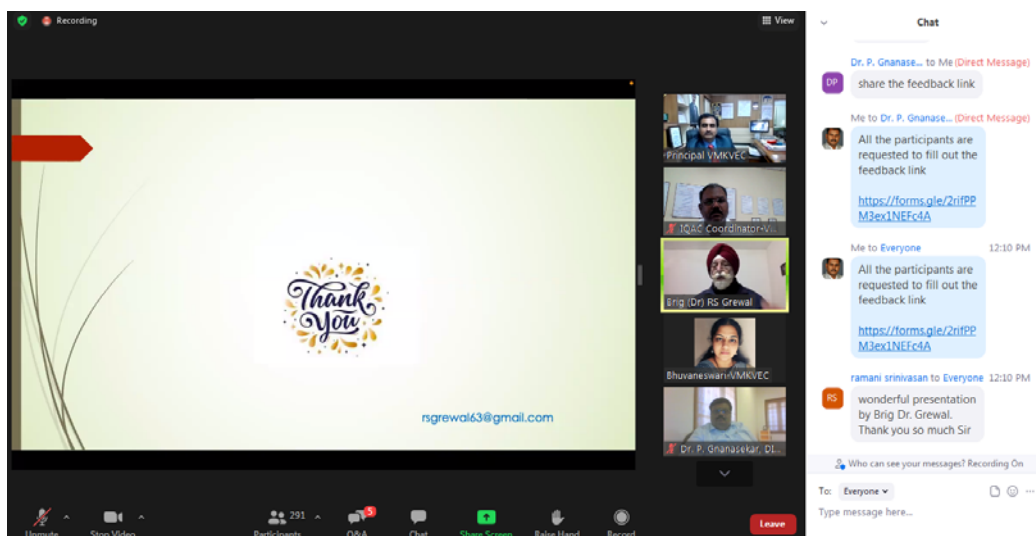 Recording
View
Thank
You
rsgrewal63@gmail.com
Principal VMKVEC
IQAC Coordinator-V...
Brig (Dr) RS Grewal
Bhuvaneswari-VMKVEC
Dr. P. Gnanasekar, DI...
Unmute
Stop Video
291
Participants
5
Q&A
Chat
Share Screen
Raise Hand
Record
Leave
Chat
Dr. P. Gnanase... to Me (Direct Message)
DP
share the feedback link
Me to Dr. P. Gnanase... (Direct Message)
All the participants are
requested to fill out the
feedback link
https://forms.gle/2rifPP
M3ex1NEFc4A
Me to Everyone 12:10 PM
All the participants are
requested to fill out the
feedback link
https://forms.gle/2rifPP
M3ex1NEFc4A
ramani srinivasan to Everyone 12:10 PM
RS
wonderful presentation
by Brig Dr. Grewal.
Thank you so much Sir
Who can see your messages? Recording On
To: Everyone
Type message here...